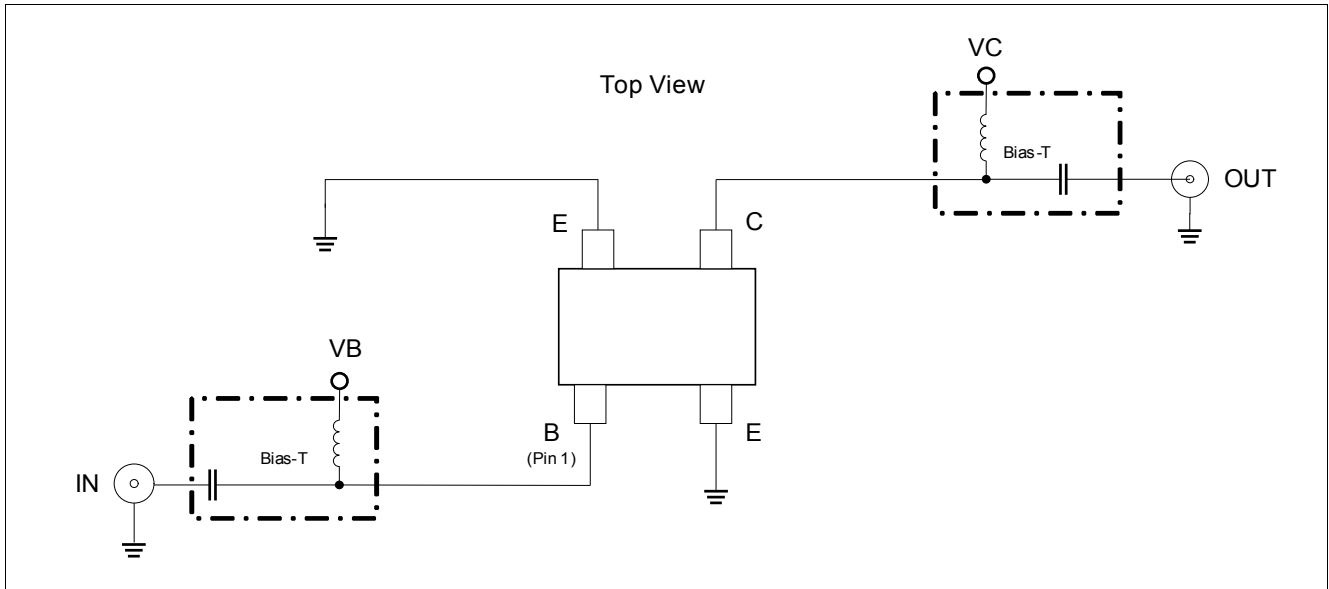 VC
Top View
Bias-T
OUT
E
C
VB
B
(Pin 1)
E
Bias-T
IN